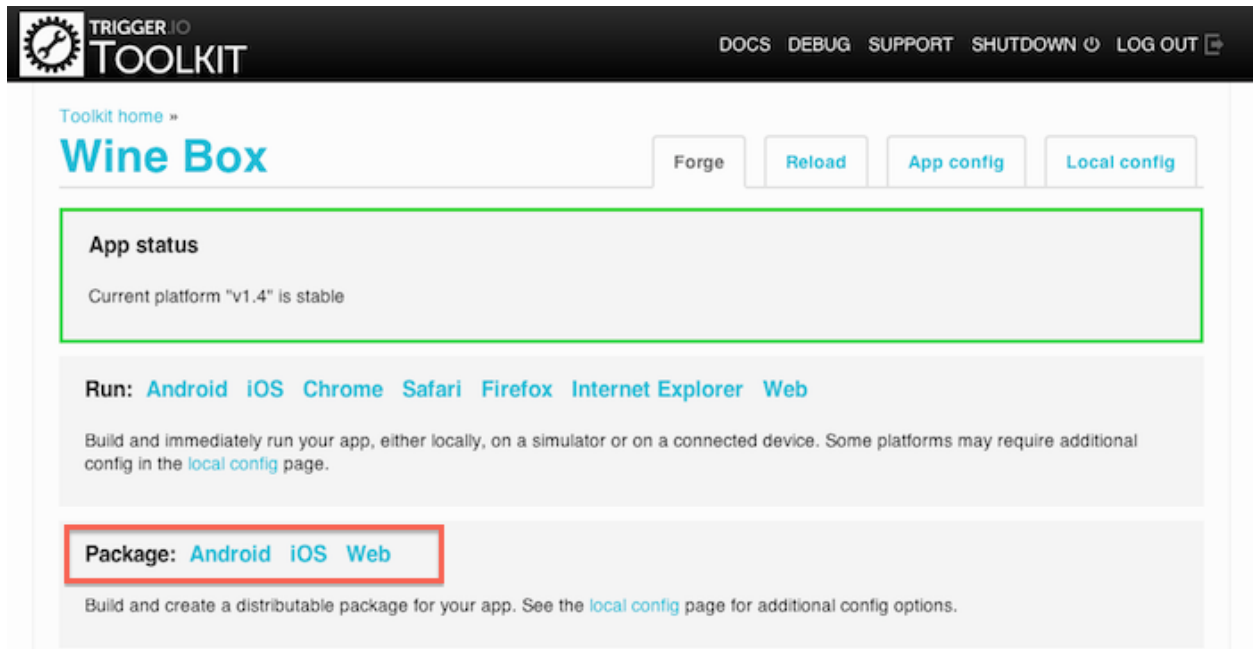 TRIGGER.IO
TOOLKIT
DOCS DEBUG SUPPORT SHUTDOWN LOG OUT
Toolkit home »
Wine Box
Forge Reload App config Local config
App status
Current platform "v1.4" is stable
Run: Android iOS Chrome Safari Firefox Internet Explorer Web
Build and immediately run your app, either locally, on a simulator or on a connected device. Some platforms may require additional
config in the local config page.
Package: Android iOS Web
Build and create a distributable package for your app. See the local config page for additional config options.